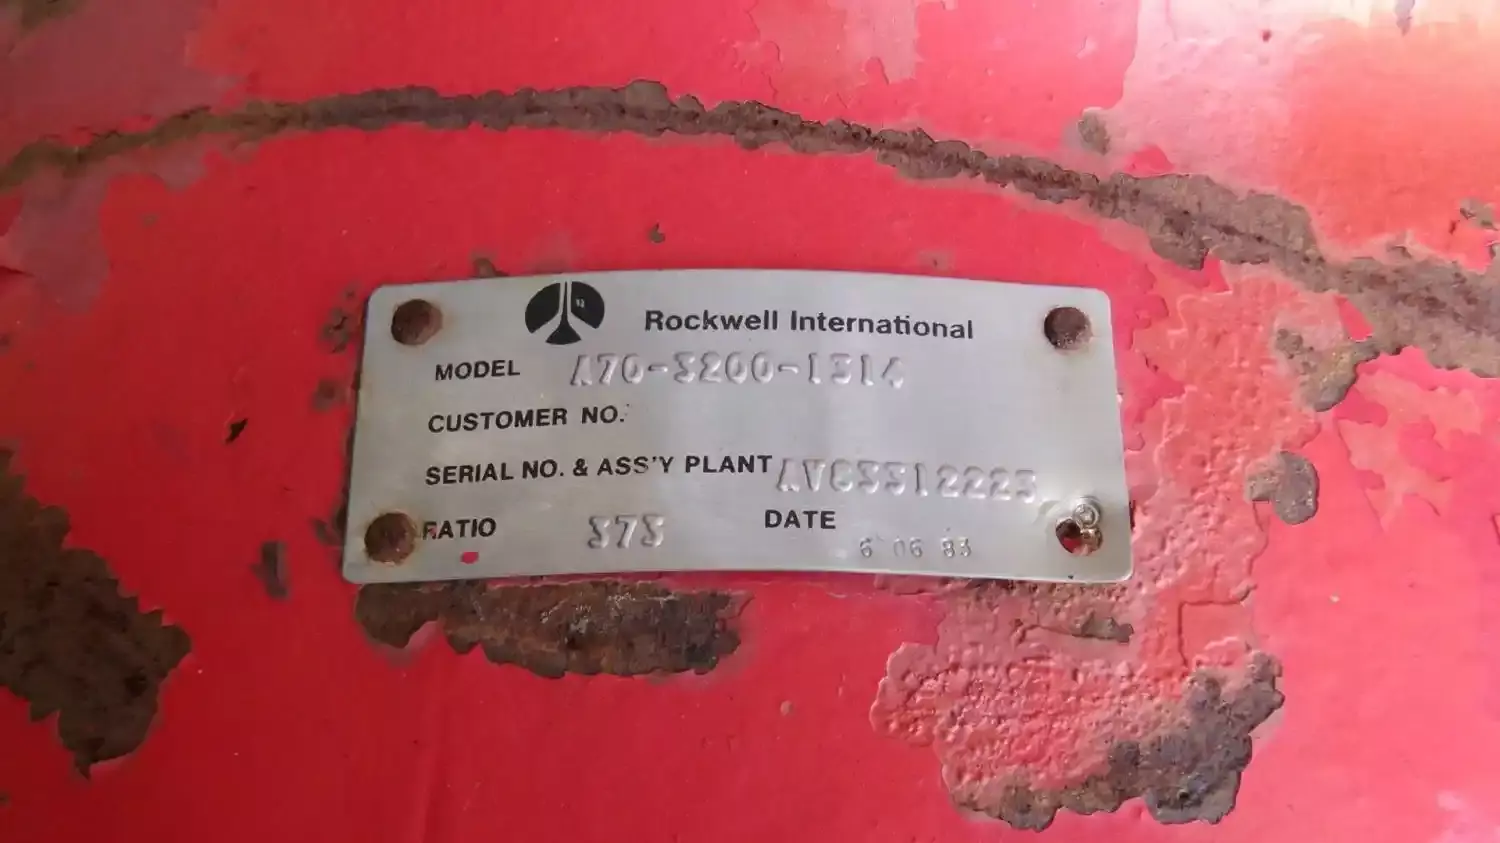 Rockwell International
MODEL A70-3200-1314
CUSTOMER NO.
SERIAL NO. & ASS'Y PLANT
RATIO 373 DATE 6 06 83